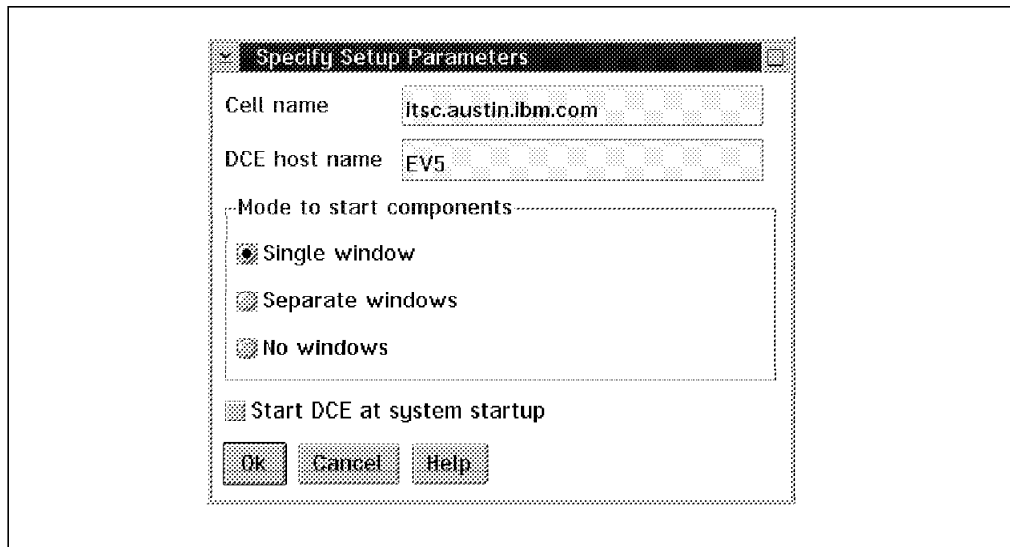 Specify Setup Parameters
Cell name itsc.austin.ibm.com
DCE host name EV5
Mode to start components
Single window
Separate windows
No windows
Start DCE at system startup
Ok Cancel Help